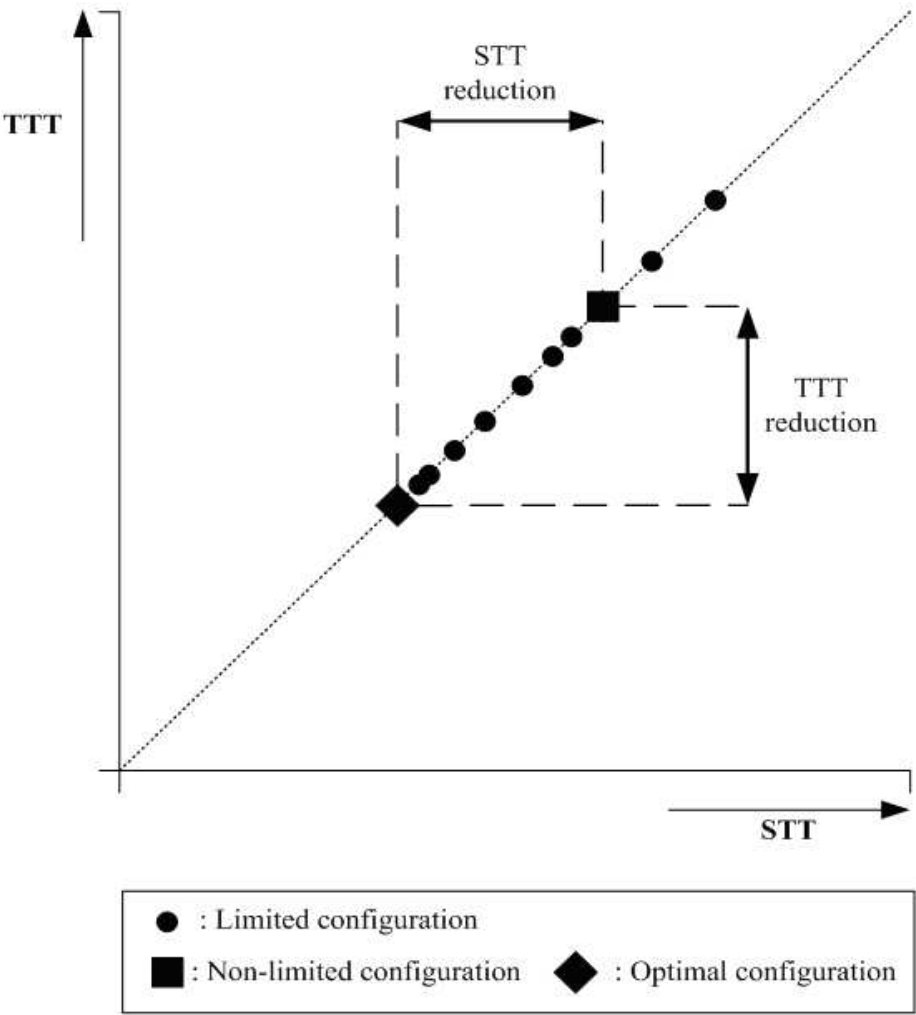 STT
reduction
TTT
TTT
reduction
STT
: Limited configuration
: Non-limited configuration : Optimal configuration